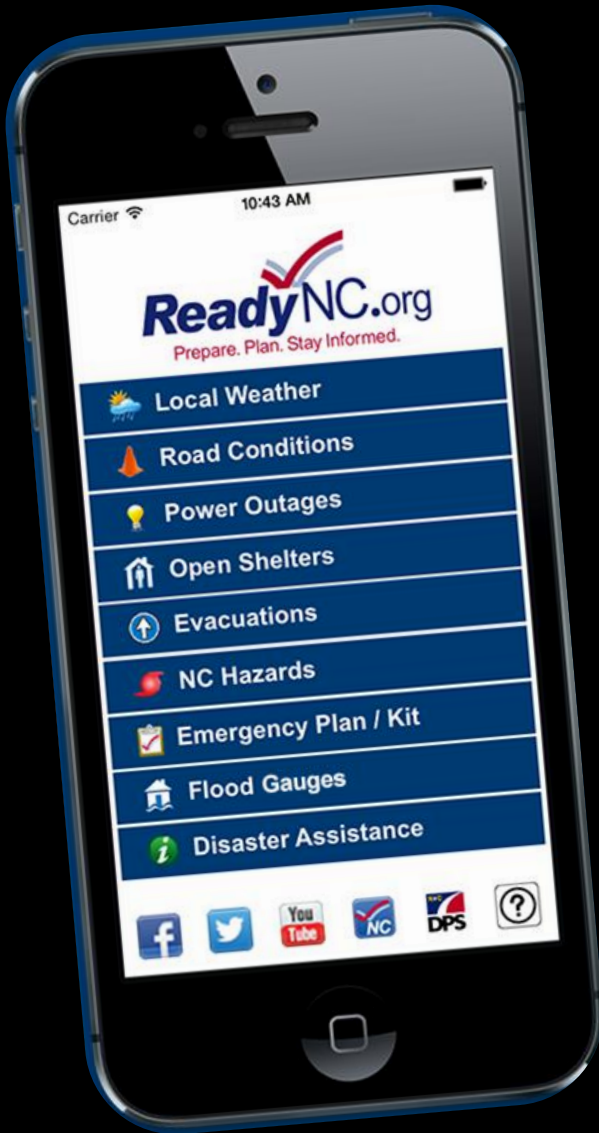 Carrier
10:43 AM
ReadyNC.org
Prepare. Plan. Stay Informed.
Local Weather
Road Conditions
Power Outages
Open Shelters
Evacuations
NC Hazards
Emergency Plan / Kit
Flood Gauges
i Disaster Assistance
f
You
Tube
NC
DPS
?